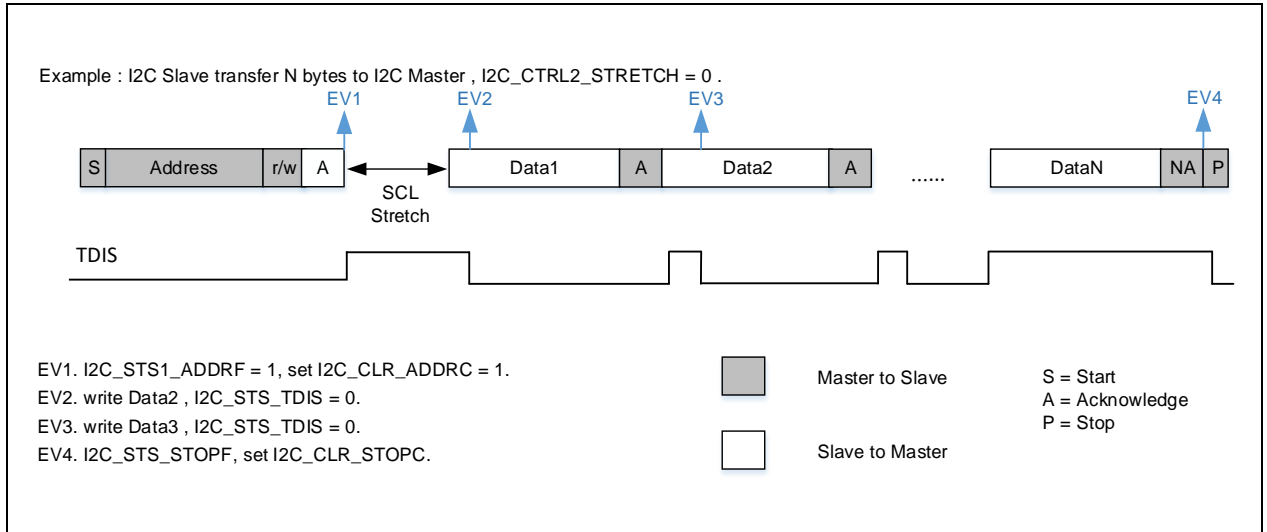 Example : I2C Slave transfer N bytes to I2C Master , I2C_CTRL2_STRETCH = 0 .
EV1 EV2 EV3 EV4
S Address r/w A Data1 A Data2 A ...... DataN NA P
SCL
Stretch
TDIS
EV1. I2C_STS1_ADDRF = 1, set I2C_CLR_ADDRC = 1.
EV2. write Data2 , I2C_STS_TDIS = 0.
EV3. write Data3 , I2C_STS_TDIS = 0.
EV4. I2C_STS_STOPF, set I2C_CLR_STOPC.
Master to Slave
Slave to Master
S = Start
A = Acknowledge
P = Stop